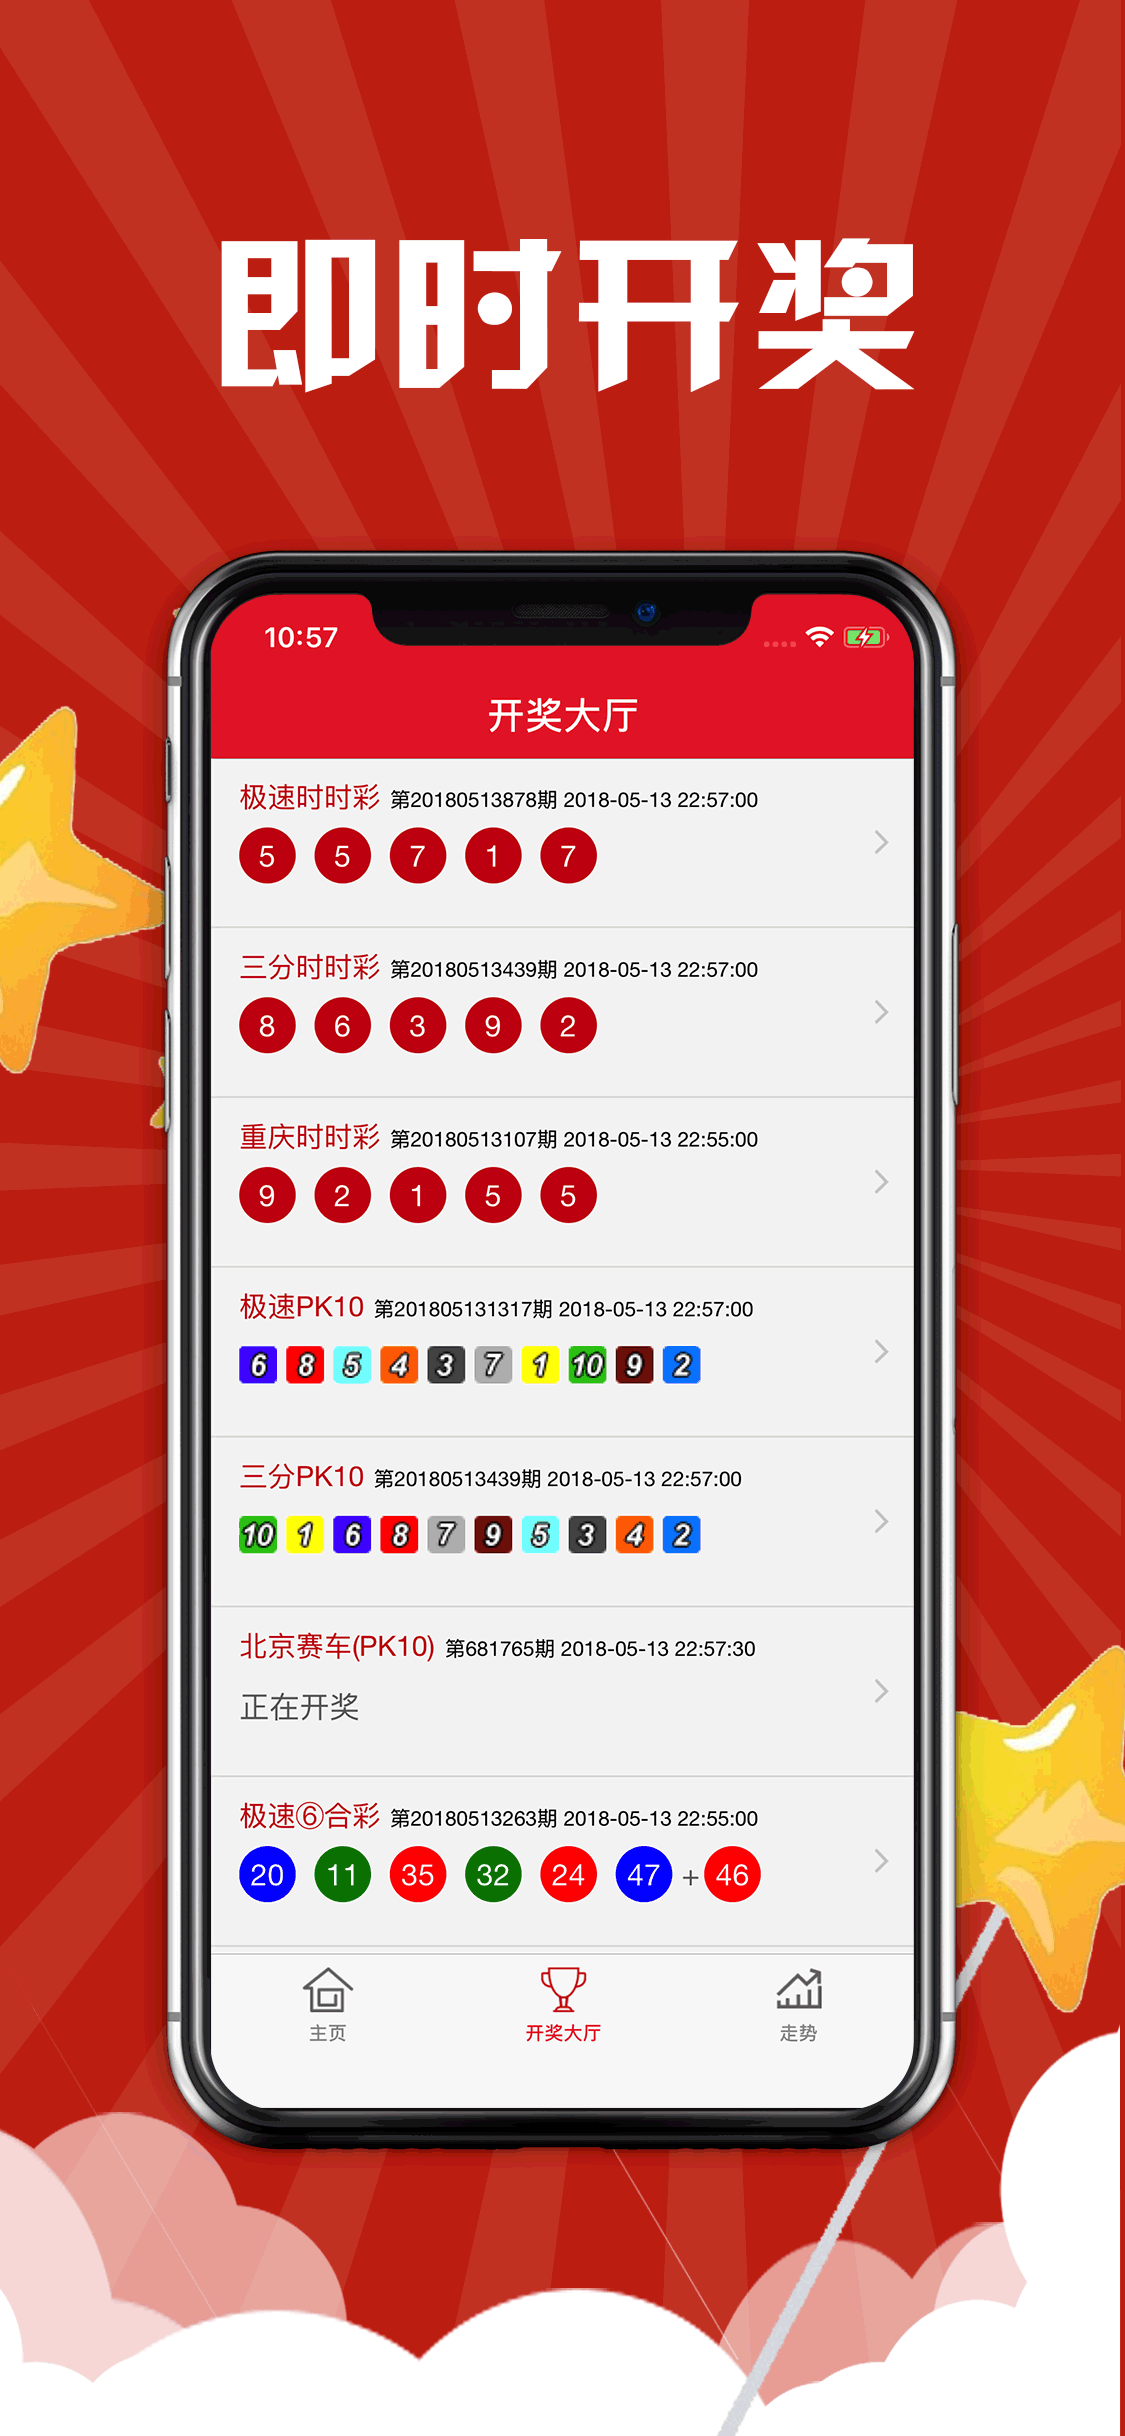 即时开奖
10:57
开奖大厅
极速时时彩 第20180513878期 2018-05-13 22:57:00
5 5 7 1 7
三分时时彩 第20180513439期 2018-05-13 22:57:00
8 6 3 9 2
重庆时时彩 第20180513107期 2018-05-13 22:55:00
9 2 1 5 5
极速PK10 第201805131317期 2018-05-13 22:57:00
6 8 5 4 3 7 1 10 9 2
三分PK10 第20180513439期 2018-05-13 22:57:00
10 1 6 8 7 9 5 3 4 2
北京赛车(PK10) 第681765期 2018-05-13 22:57:30
正在开奖
极速⑥合彩 第20180513263期 2018-05-13 22:55:00
20 11 35 32 24 47 + 46
主页 开奖大厅 走势